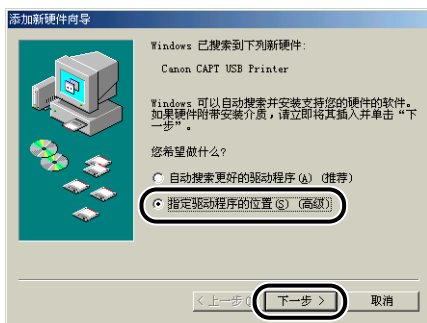 添加新硬件向导
Windows 已搜索到下列新硬件:
Canon CAPT USB Printer
Windows 可以自动搜索并安装支持您的硬件的软件。
如果硬件附带安装介质，请立即将其插入并单击“下
一步”。
您希望做什么?
自动搜索更好的驱动程序(A) (推荐)
指定驱动程序的位置(S) (高级)
< 上一步(
下一步 >
取消